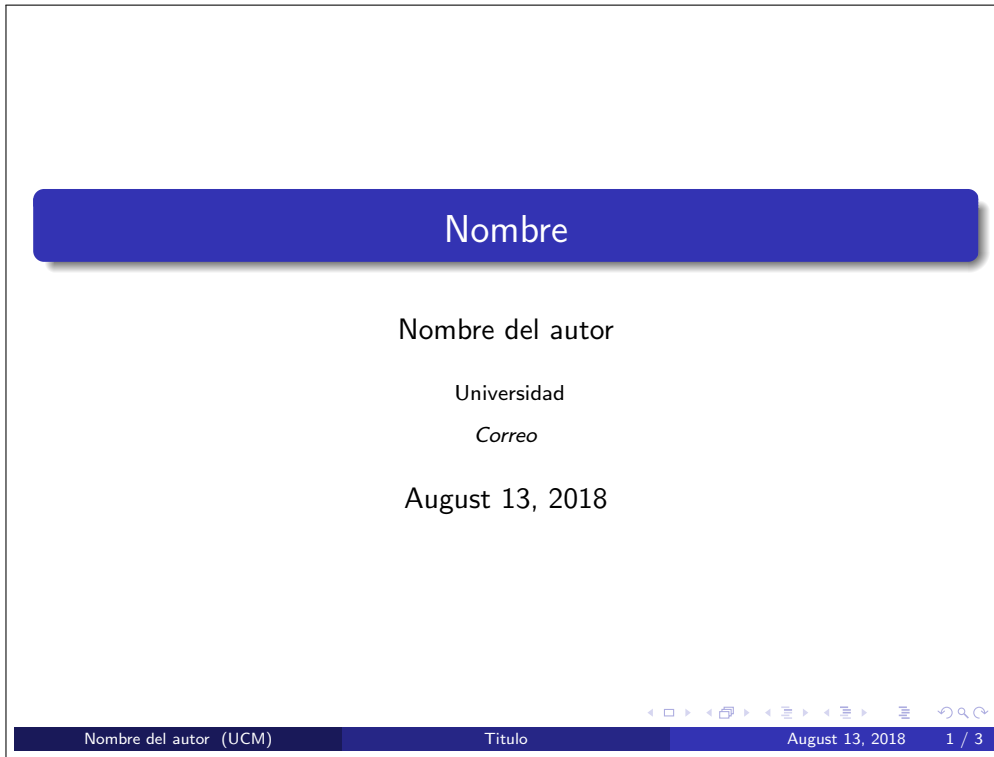 Nombre
Nombre del autor
Universidad
Correo
August 13, 2018
Nombre del autor (UCM) Titulo August 13, 2018 1 / 3